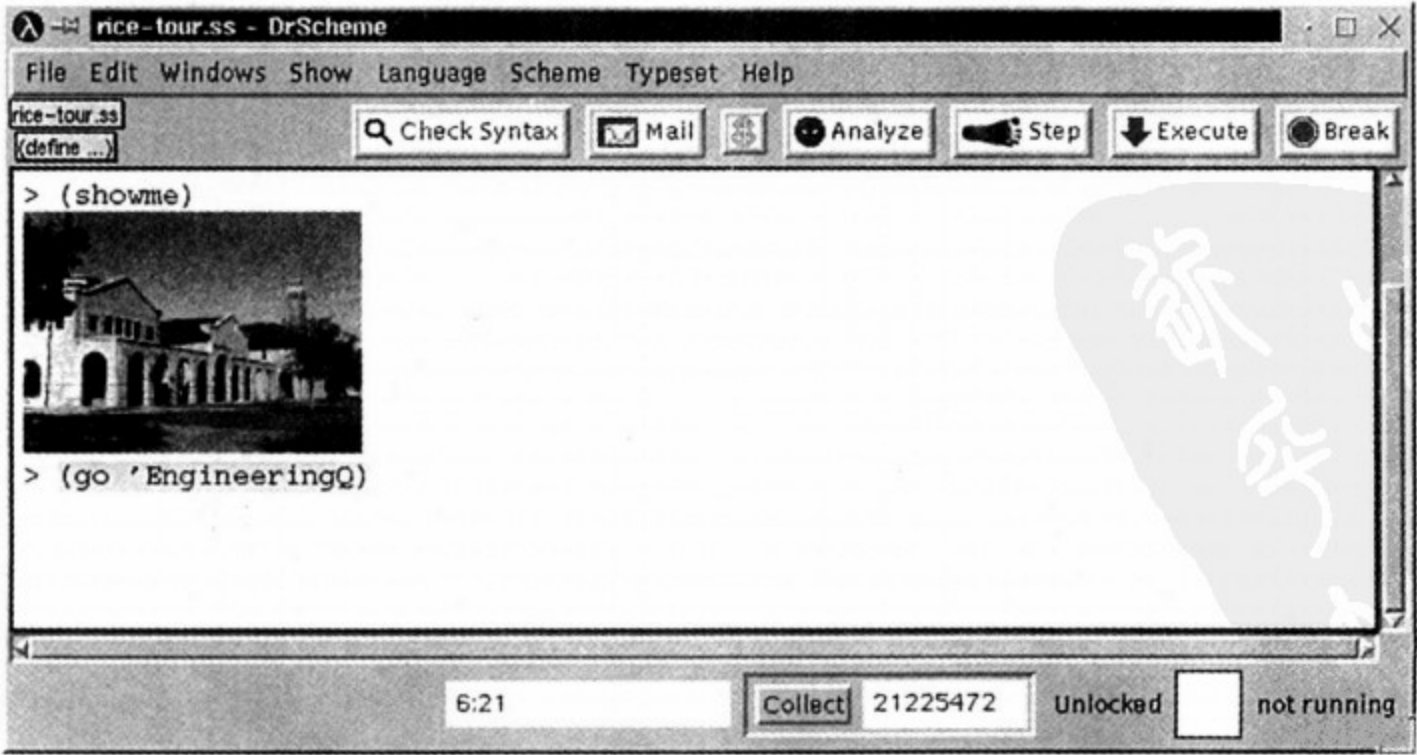 rice-tour.ss - DrScheme
File Edit Windows Show Language Scheme Typeset Help
rice-tour.ss
(define ...)
Check Syntax Mail Analyze Step Execute Break
> (showme)
> (go 'EngineeringQ)
6:21 Collect 21225472 Unlocked not running